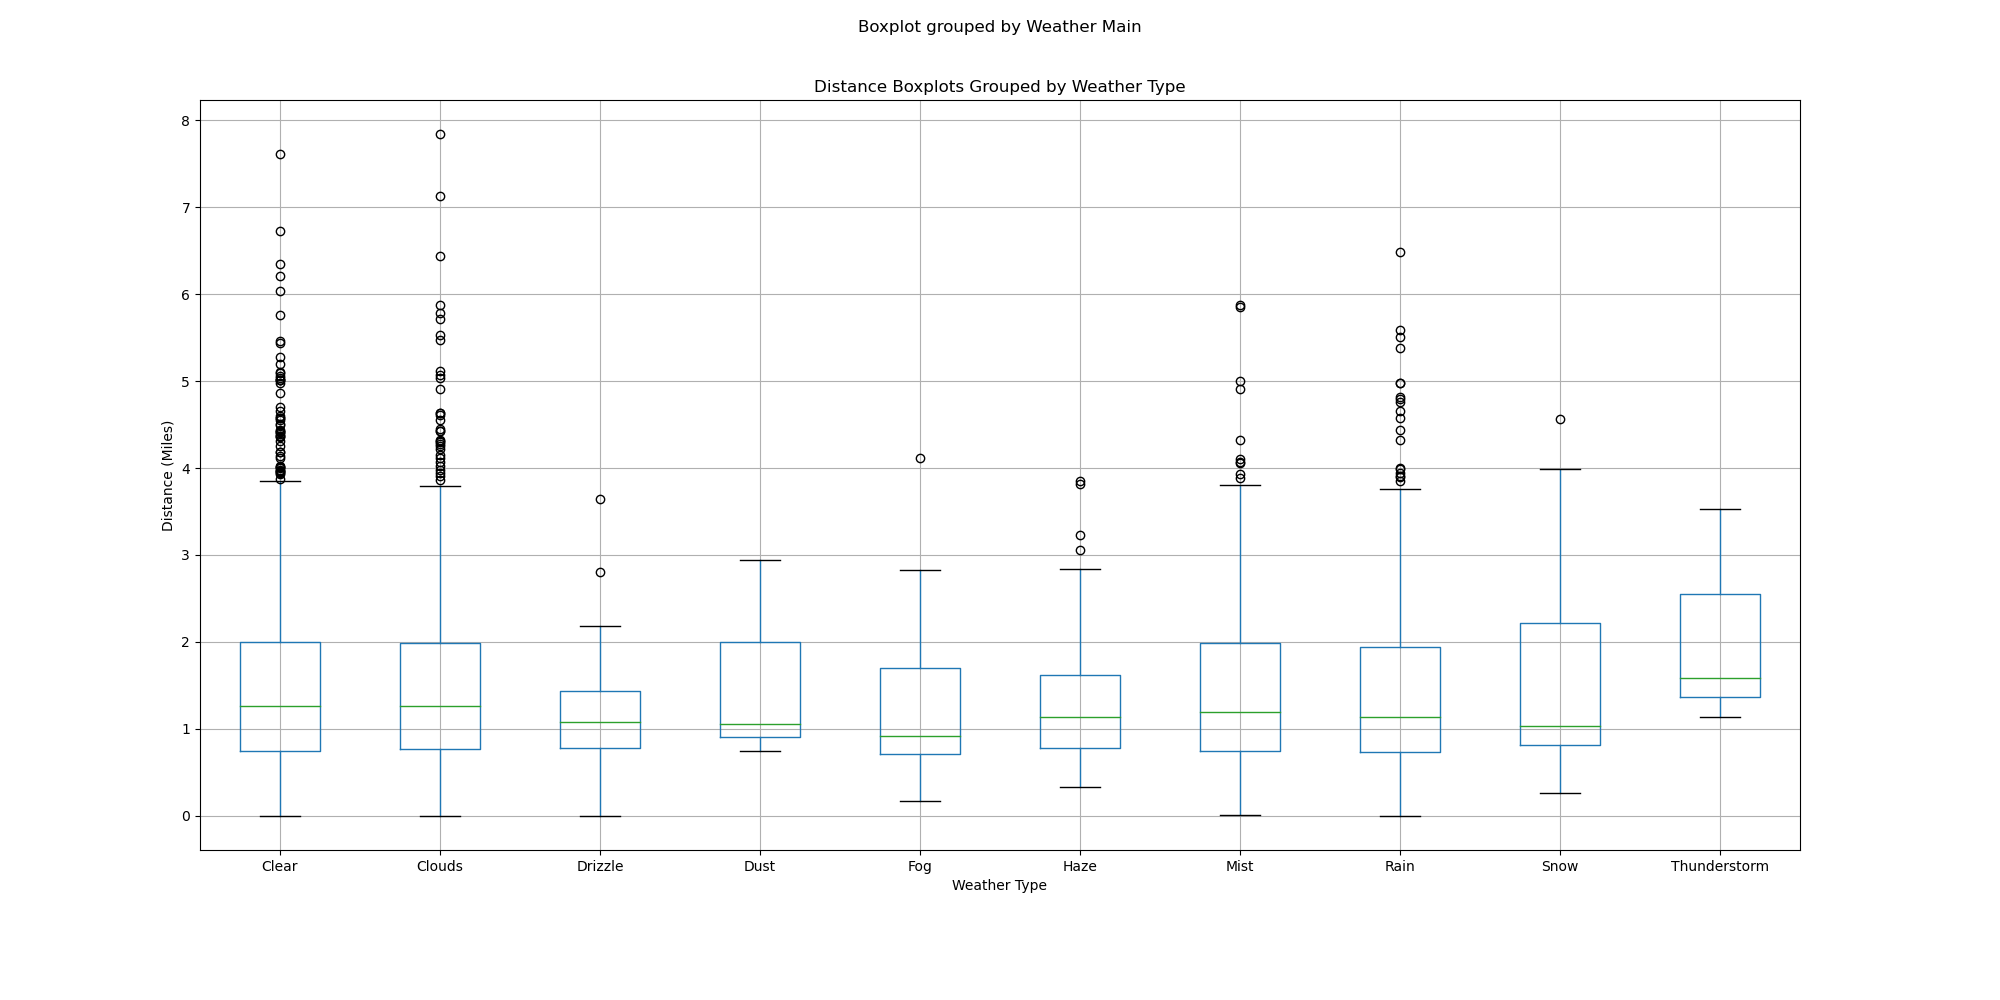 Boxplot grouped by Weather Main
Distance Boxplots Grouped by Weather Type
8
7
6
5
4
3
2
1
0
Distance (Miles)
Clear Clouds Drizzle Dust Fog Haze Mist Rain Snow Thunderstorm
Weather Type